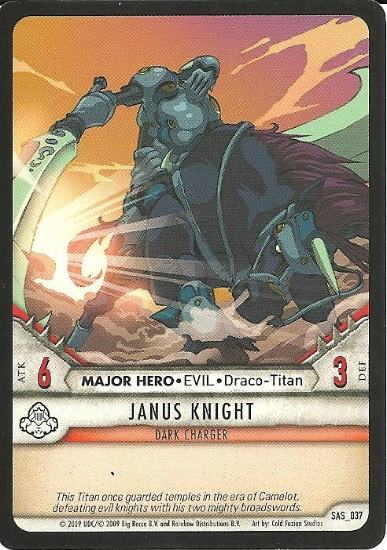 ATK
6
MAJOR HERO•EVIL•Draco-Titan
3
DEF
JANUS KNIGHT
DARK CHARGER
This Titan once guarded temples in the era of Camelot,
defeating evil knights with his two mighty broadswords.
© 2019 UDC/© 2009 Big Bocca B.V. and Rainbow Distributions B.V. Art by: Cold Fuzion Studios
SAS_037